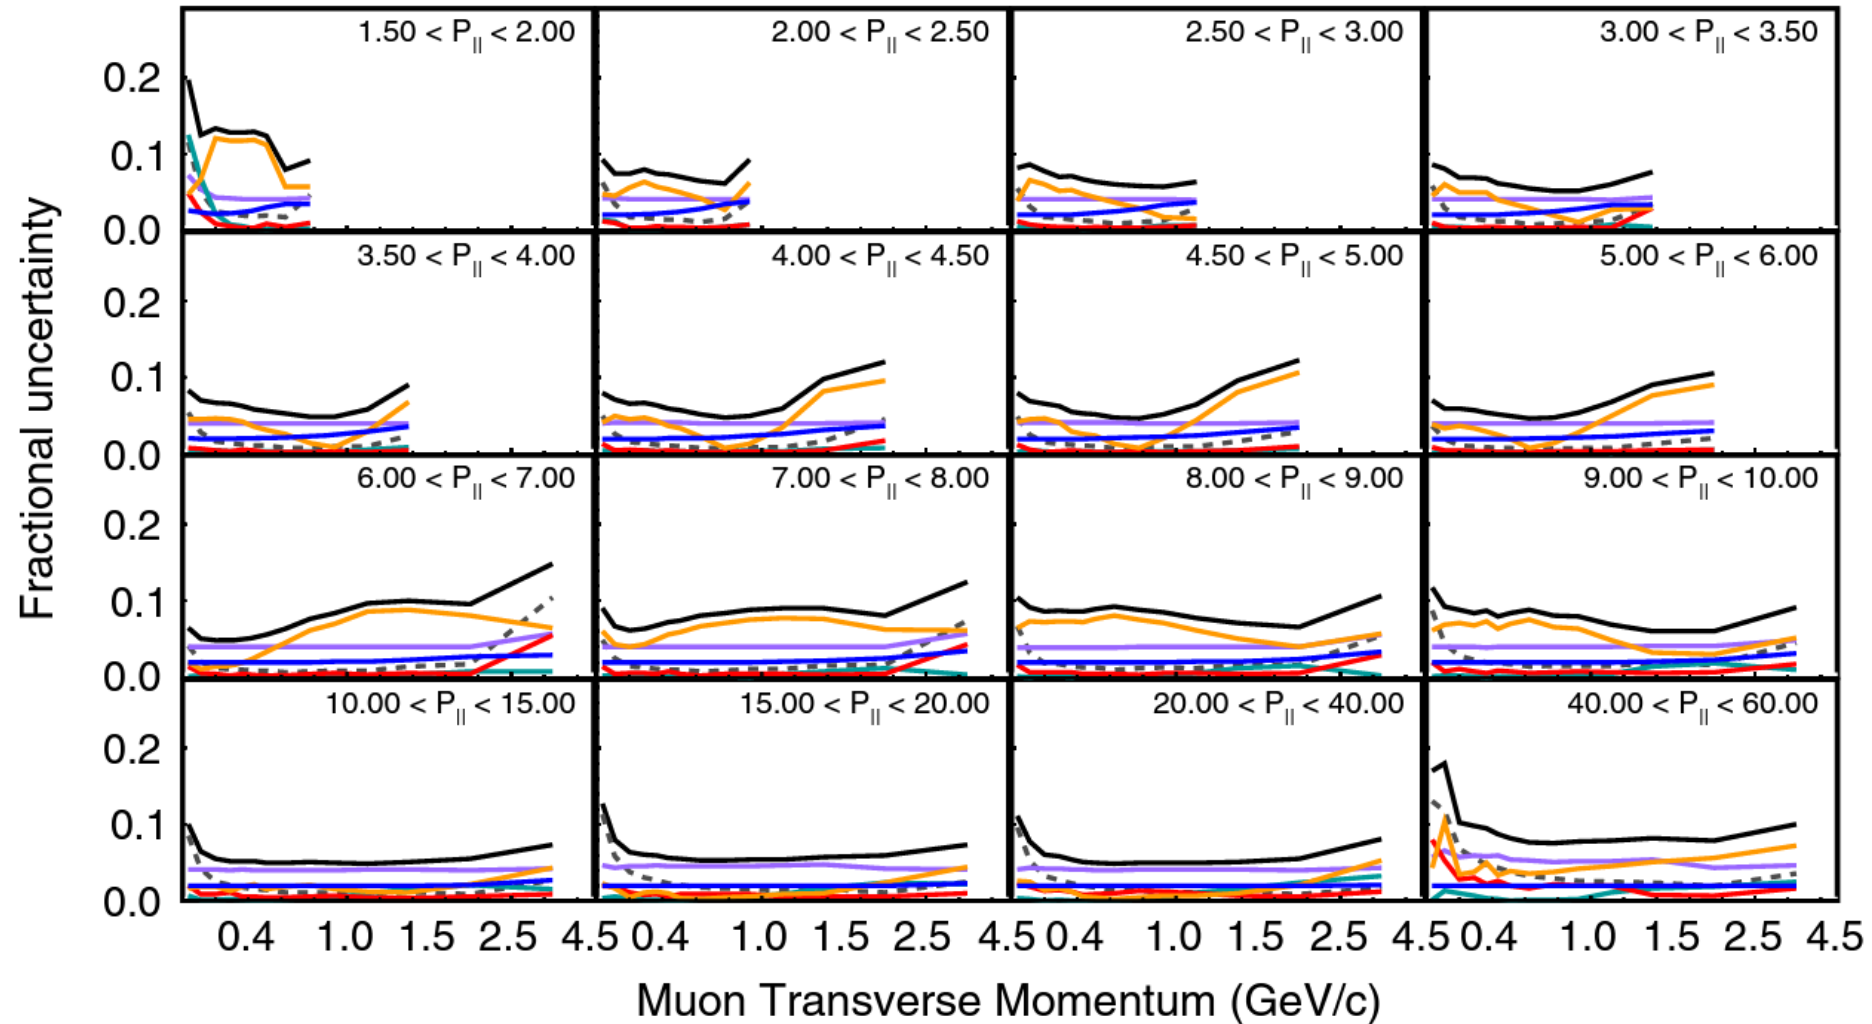 Fractional uncertainty
1.50 < P|| < 2.00
2.00 < P|| < 2.50
2.50 < P|| < 3.00
3.00 < P|| < 3.50
0.2
0.1
0.0
3.50 < P|| < 4.00
4.00 < P|| < 4.50
4.50 < P|| < 5.00
5.00 < P|| < 6.00
0.2
0.1
0.0
6.00 < P|| < 7.00
7.00 < P|| < 8.00
8.00 < P|| < 9.00
9.00 < P|| < 10.00
0.2
0.1
0.0
10.00 < P|| < 15.00
15.00 < P|| < 20.00
20.00 < P|| < 40.00
40.00 < P|| < 60.00
0.2
0.1
0.0
0.4 1.0 1.5 2.5 4.5 0.4 1.0 1.5 2.5 4.5 0.4 1.0 1.5 2.5 4.5 0.4 1.0 1.5 2.5 4.5
Muon Transverse Momentum (GeV/c)